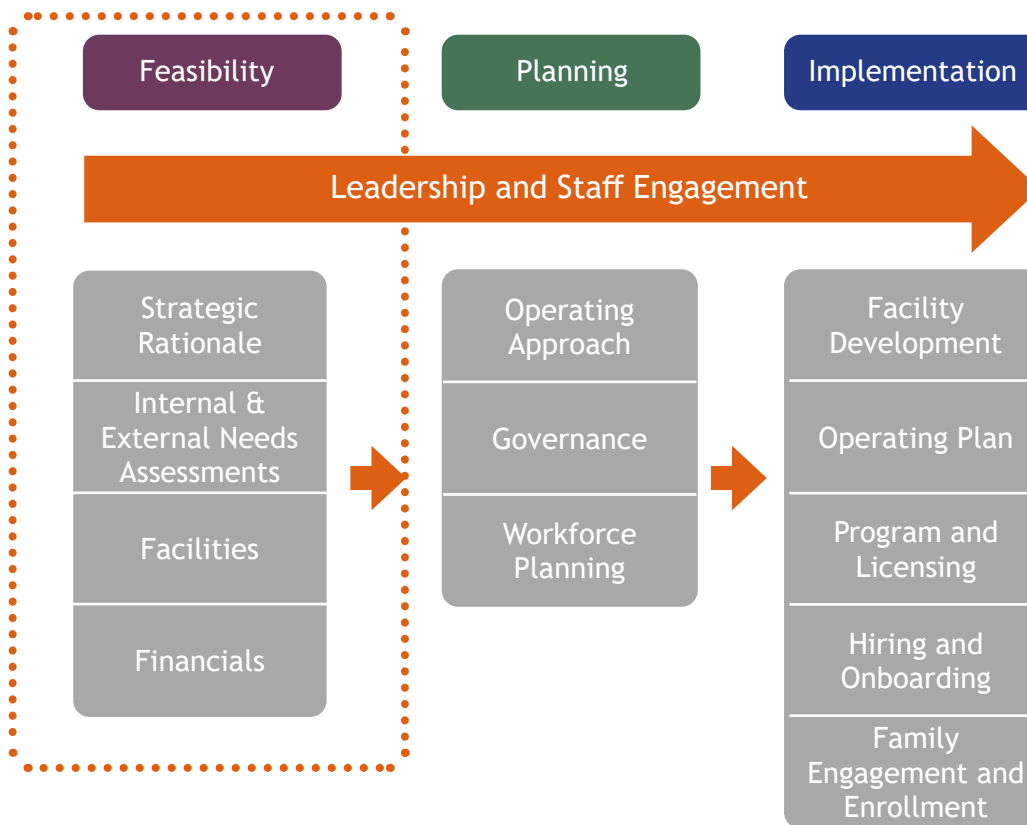 Feasibility
Planning
Implementation
Leadership and Staff Engagement
Strategic
Rationale
Internal &
External Needs
Assessments
Facilities
Financials
Operating
Approach
Governance
Workforce
Planning
Facility
Development
Operating Plan
Program and
Licensing
Hiring and
Onboarding
Family
Engagement and
Enrollment